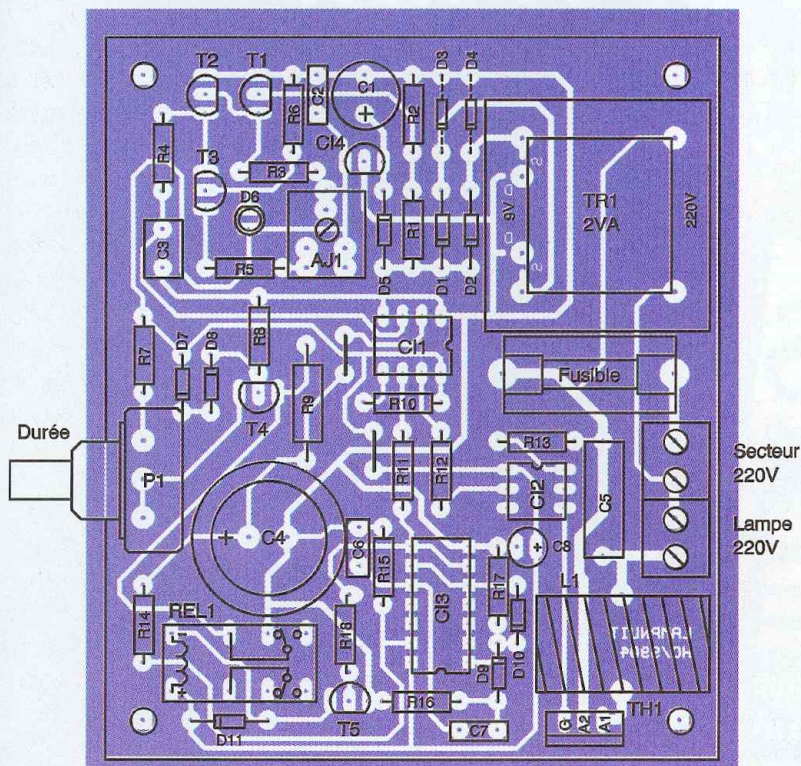 T2
T1
D3
D4
C1
+
C2
R6
R2
R4
T3
CI4
R3
D6
TR1
2VA
9V
220V
C3
R5
AJ1
R1
D5
D1
D2
R7
D7
D8
R8
CI1
Fusible
T4
R9
R10
Durée
P1
R11
R12
R13
CI2
C5
Secteur
220V
Lampe
220V
+
C4
C6
R15
CI3
C8
+
R17
L1
R14
REL1
R18
D10
D9
LAMPNUIT
HO/9804
+
D11
T5
R16
C7
G
A2
A1
TH1